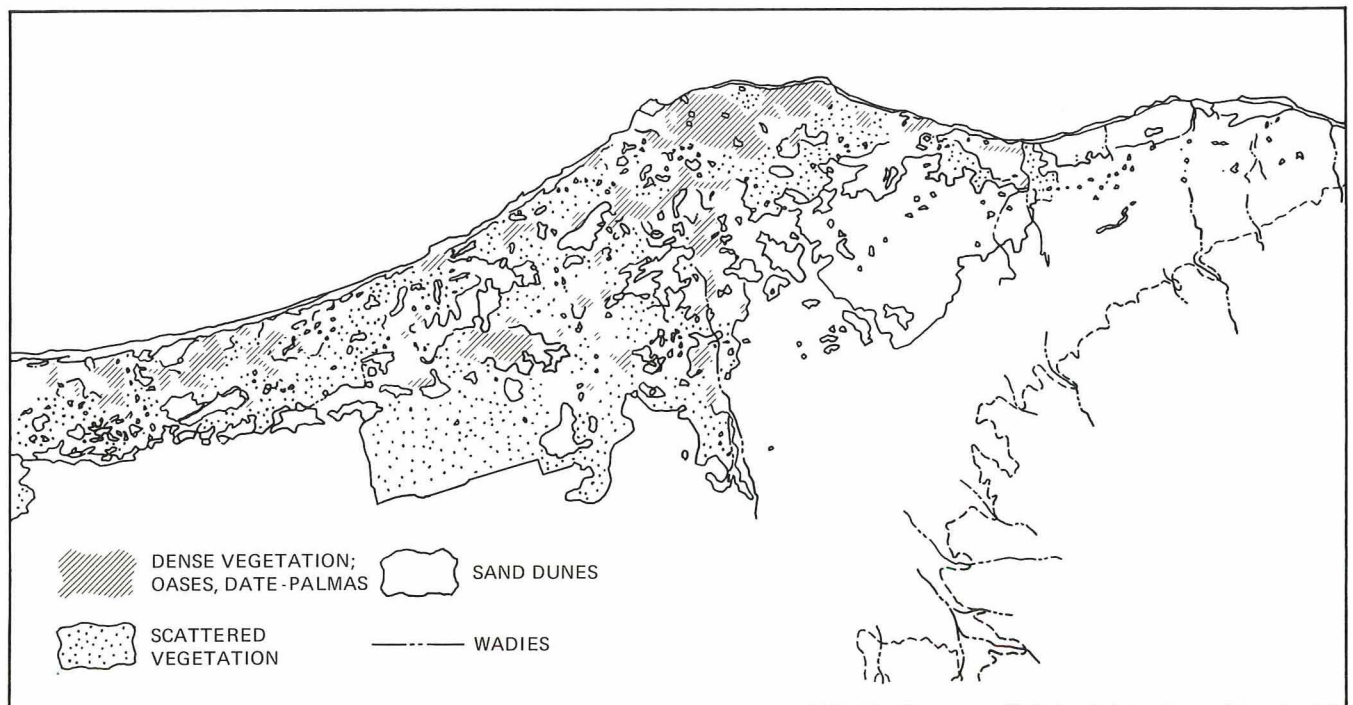 DENSE VEGETATION;
OASES, DATE-PALMAS
SAND DUNES
SCATTERED
VEGETATION
WADIES